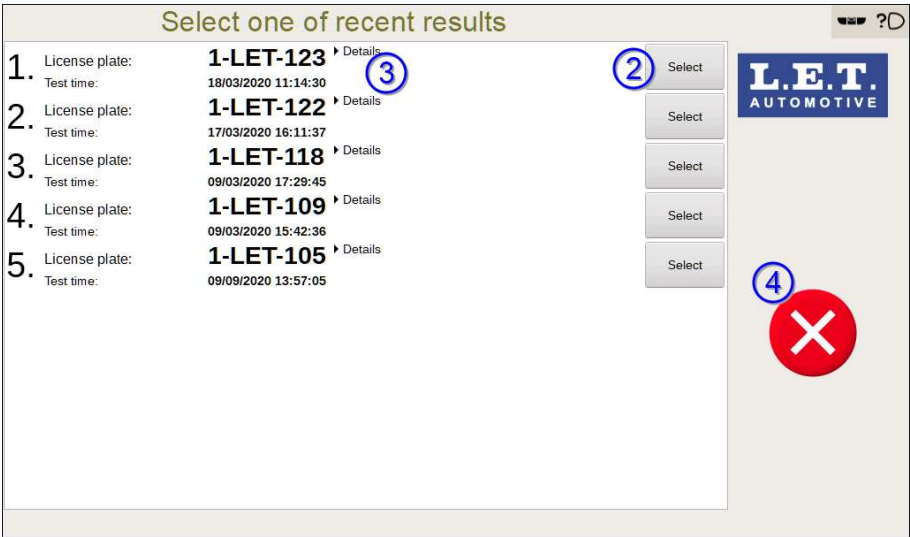 Select one of recent results
?
1. License plate: 1-LET-123 Details
Test time: 18/03/2020 11:14:30
3
2
Select
2. License plate: 1-LET-122 Details
Test time: 17/03/2020 16:11:37
Select
3. License plate: 1-LET-118 Details
Test time: 09/03/2020 17:29:45
Select
4. License plate: 1-LET-109 Details
Test time: 09/03/2020 15:42:36
Select
5. License plate: 1-LET-105 Details
Test time: 09/09/2020 13:57:05
Select
L.E.T.
AUTOMOTIVE
4